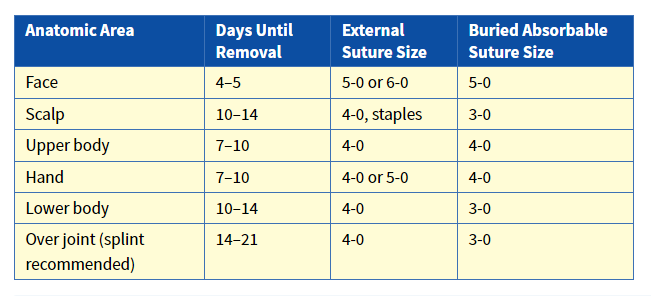 Anatomic Area Days Until Removal External Suture Size Buried Absorbable Suture Size
Face 4–5 5-0 or 6-0 5-0
Scalp 10–14 4-0, staples 3-0
Upper body 7–10 4-0 4-0
Hand 7–10 4-0 or 5-0 4-0
Lower body 10–14 4-0 3-0
Over joint (splint recommended) 14–21 4-0 3-0